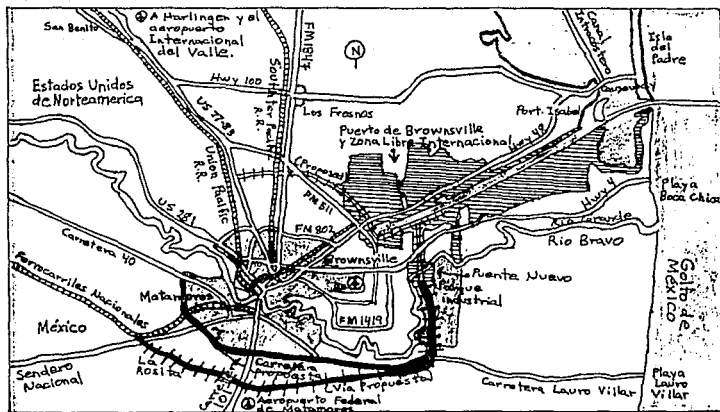 A Harlingen y el
aeropuerto
Internacional
del Valle.
San Benito
FM 1847
N
Canal
Intracostero
Isla
del
Padre
Hwy 100
Southern Pacific
R.R.
Estados Unidos
de Norteamerica
US 77-83
Los Fresnos
Port. Isabel
Puerto de Brownsville
y Zona Libre Internacional
Hwy 48
Union Pacific
R.R.
FM 511
Hwy 4
Playa
Boca Chica
US 281
FM 802
Rio Grande
Rio Bravo
Carretera 40
Brownsville
Ferrocarriles Nacionales
Matamoros
Puente Nuevo
Parque
industrial
Golfo de
México
México
FM 1419
La
Rosita
Carretera
propuesta
(Via Propuesta)
Sendero
Nacional
Carretera Lauro Villar
Playa
Lauro
Villar
Aeropuerto Federal
de Matamoros